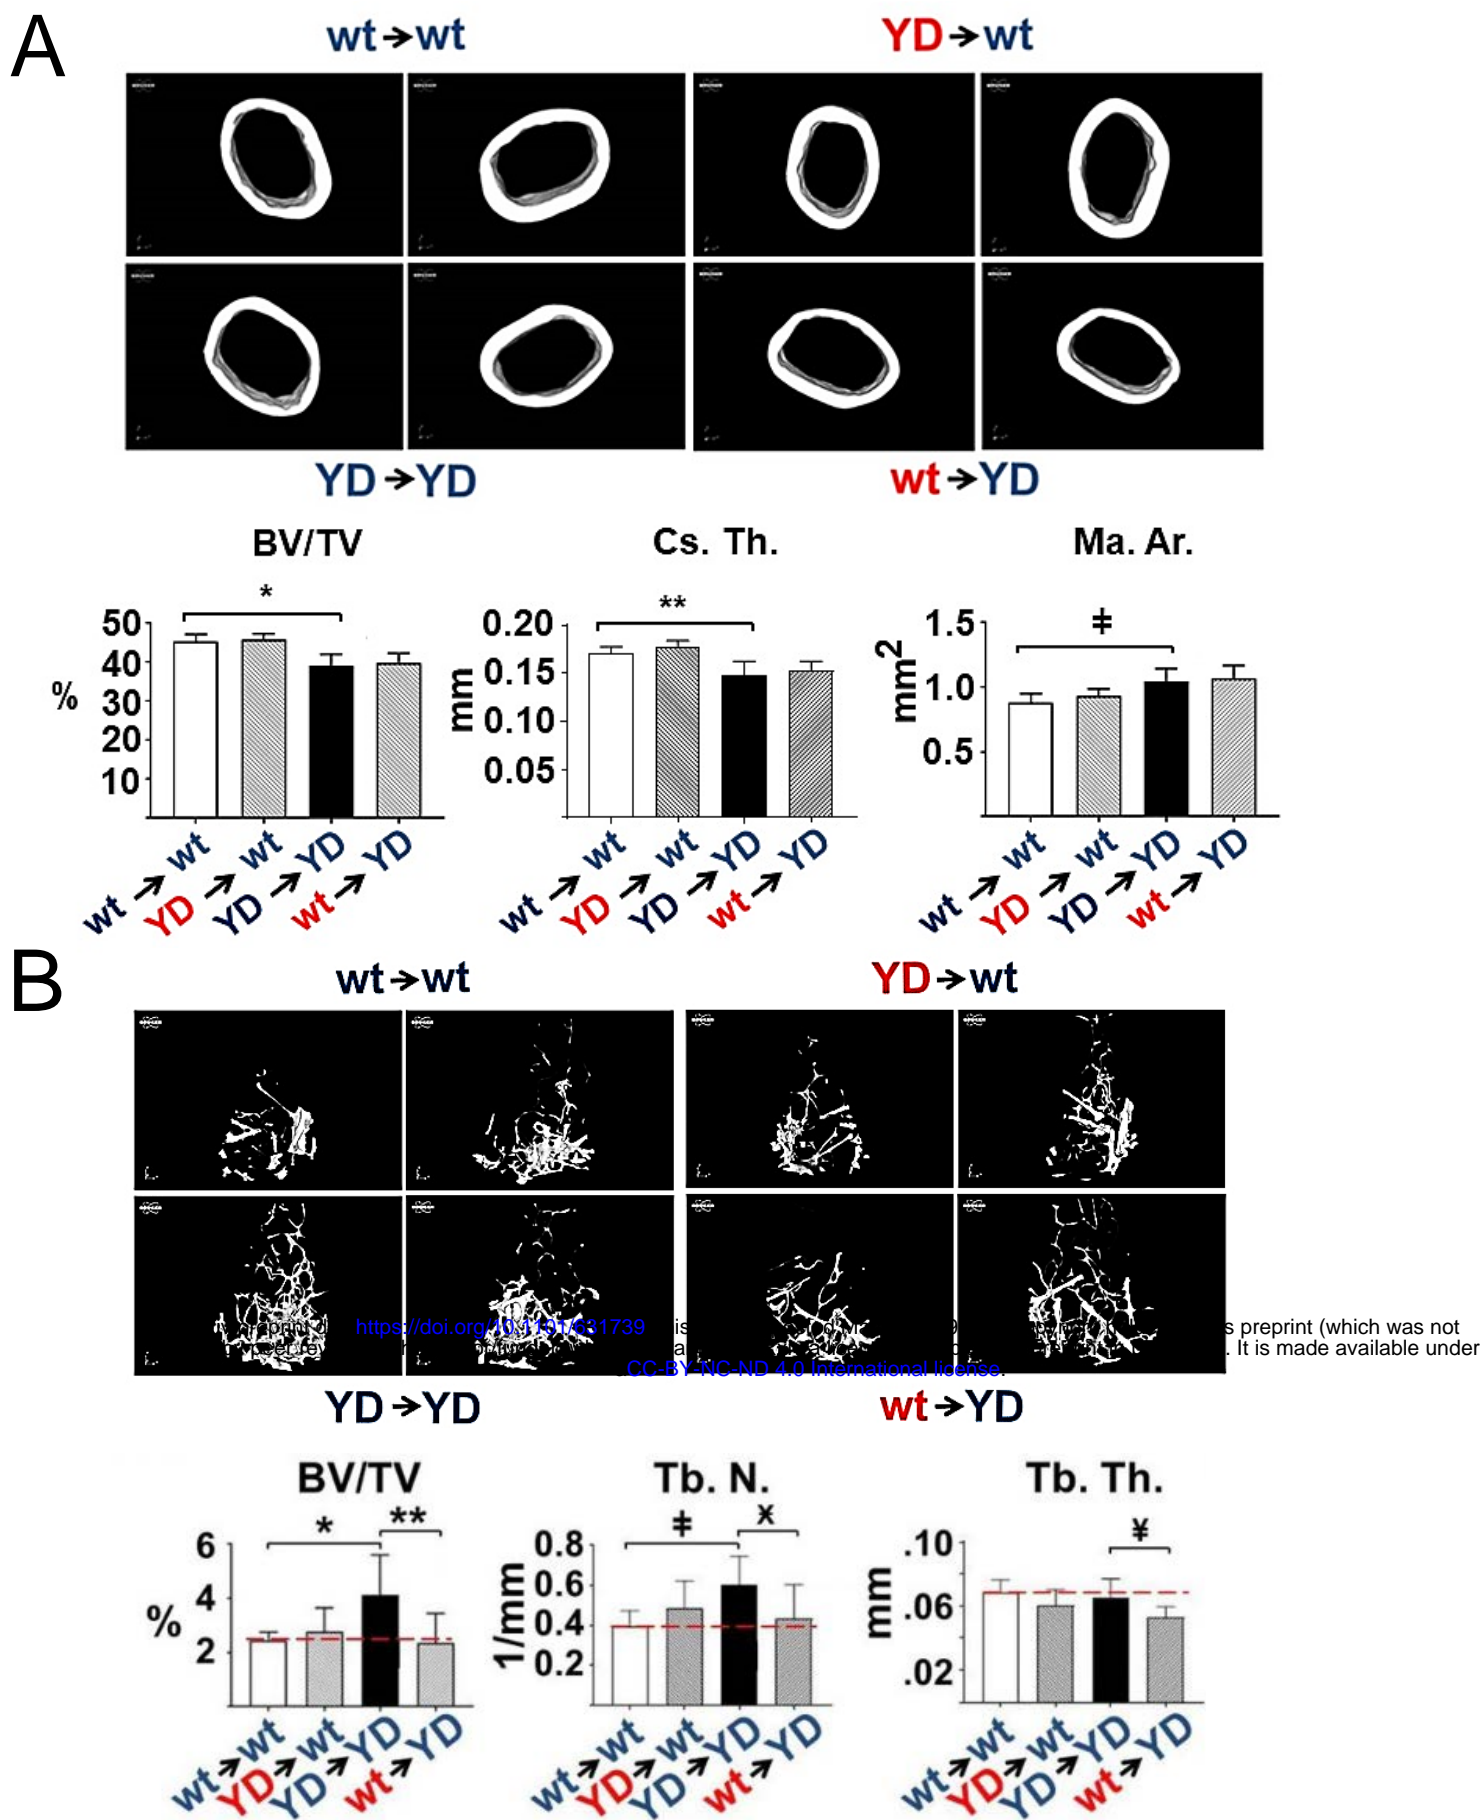 A
wt → wt
YD → wt
YD → YD
wt → YD
BV/TV
Cs. Th.
Ma. Ar.
*
**
ǂ
%
50
40
30
20
10
mm
0.20
0.15
0.10
0.05
mm2
1.5
1.0
0.5
wt → wt
YD → wt
YD → YD
wt → YD
wt → wt
YD → wt
YD → YD
wt → YD
wt → wt
YD → wt
YD → YD
wt → YD
B
wt → wt
YD → wt
https://doi.org/10.1101/631739
s preprint (which was not
. It is made available under
CC-BY-NC-ND 4.0 International license.
YD → YD
wt → YD
BV/TV
Tb. N.
Tb. Th.
*
**
ǂ
¥
¥
%
6
4
2
1/mm
0.8
0.6
0.4
0.2
mm
.10
.06
.02
wt → wt
YD → wt
YD → YD
wt → YD
wt → wt
YD → wt
YD → YD
wt → YD
wt → wt
YD → wt
YD → YD
wt → YD